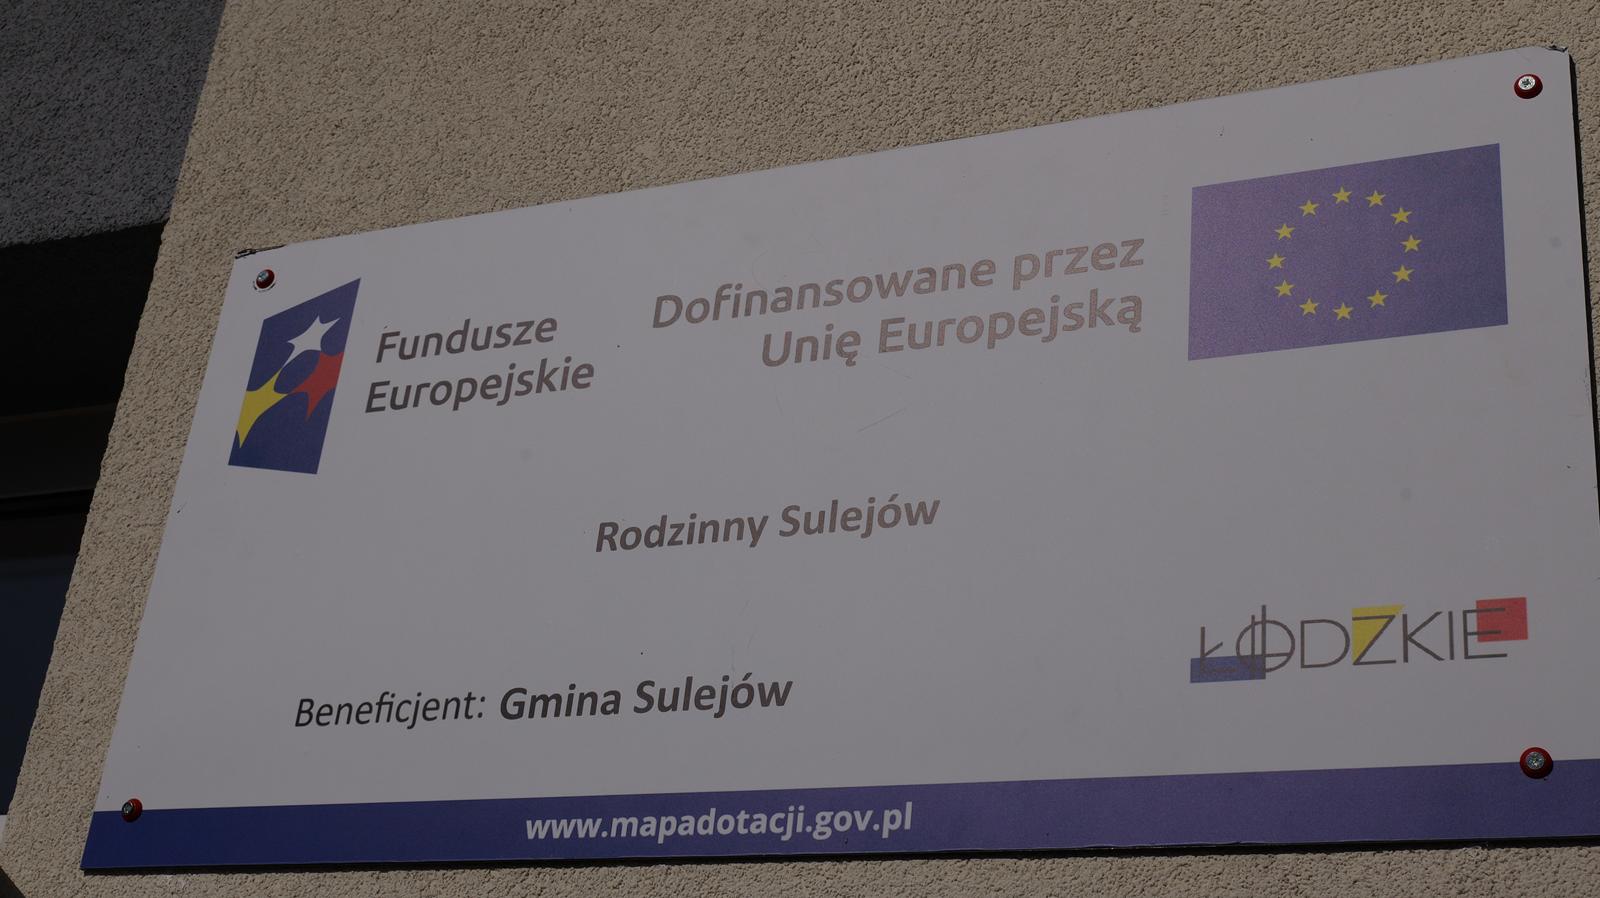 Fundusze
Europejskie
Dofinansowane przez
Unię Europejską
Rodzinny Sulejów
ŁÓDZKIE
Beneficjent: Gmina Sulejów
www.mapadotacji.gov.pl